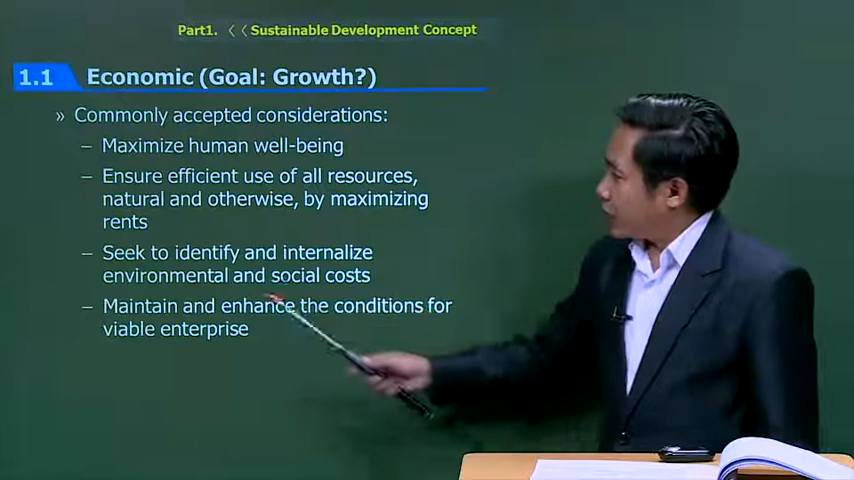 Part1. 〈〈 Sustainable Development Concept
1.1 Economic (Goal: Growth?)
» Commonly accepted considerations:
– Maximize human well-being
– Ensure efficient use of all resources,
natural and otherwise, by maximizing
rents
– Seek to identify and internalize
environmental and social costs
– Maintain and enhance the conditions for
viable enterprise